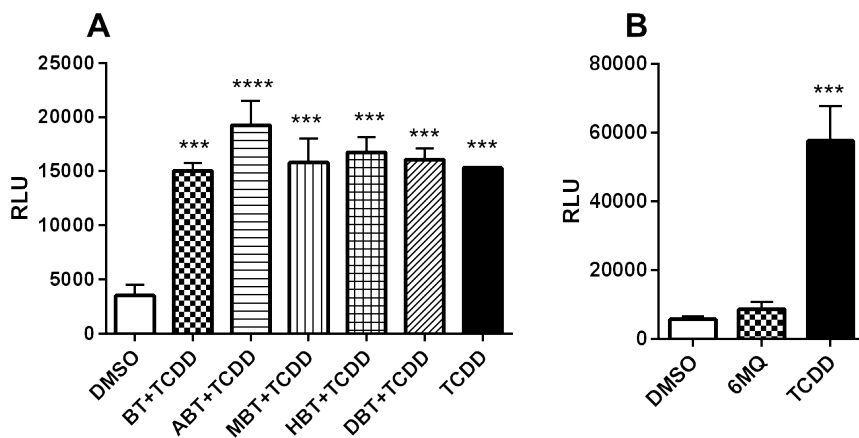 A
RLU
25000
20000
15000
10000
5000
0
***
****
***
***
***
***
DMSO
BT+TCDD
ABT+TCDD
MBT+TCDD
HBT+TCDD
DBT+TCDD
TCDD
B
RLU
80000
60000
40000
20000
0
***
DMSO
6MQ
TCDD